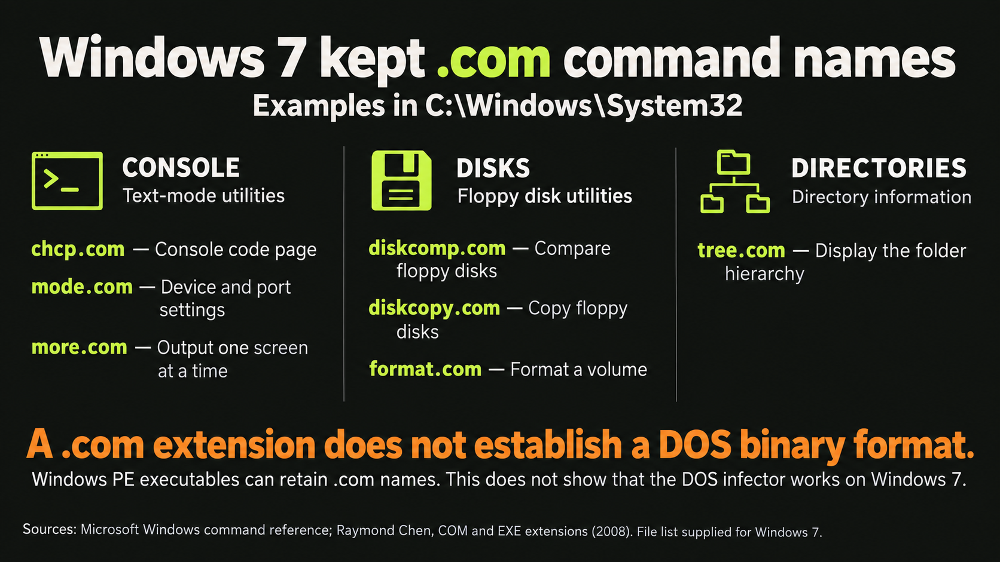 Windows 7 kept .com command names
Examples in C:\Windows\System32
>_
CONSOLE
Text-mode utilities
chcp.com — Console code page
mode.com — Device and port
settings
more.com — Output one screen
at a time
DISKS
Floppy disk utilities
diskcomp.com — Compare
floppy disks
diskcopy.com — Copy floppy
disks
format.com — Format a volume
DIRECTORIES
Directory information
tree.com — Display the folder
hierarchy
A .com extension does not establish a DOS binary format.
Windows PE executables can retain .com names. This does not show that the DOS infector works on Windows 7.
Sources: Microsoft Windows command reference; Raymond Chen, COM and EXE extensions (2008). File list supplied for Windows 7.